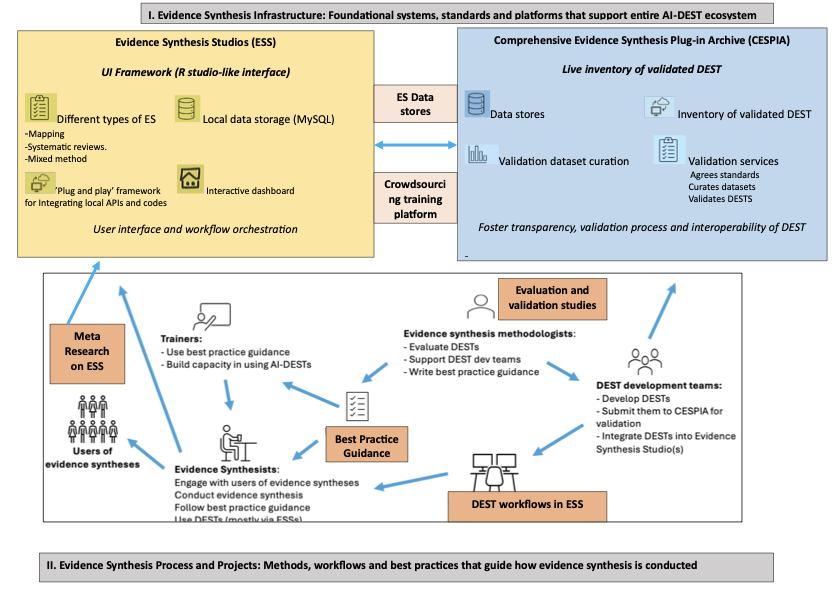 I. Evidence Synthesis Infrastructure: Foundational systems, standards and platforms that support entire AI-DEST ecosystem
Evidence Synthesis Studios (ESS)
UI Framework (R studio-like interface)
Different types of ES
-Mapping
-Systematic reviews.
-Mixed method
Local data storage (MySQL)
'Plug and play' framework
for Integrating local APIs and codes
Interactive dashboard
User interface and workflow orchestration
ES Data
stores
Crowdsourci
ng training
platform
Comprehensive Evidence Synthesis Plug-in Archive (CESPIA)
Live inventory of validated DEST
Data stores
Inventory of validated DEST
Validation dataset curation
Validation services
Agrees standards
Curates datasets
Validates DESTS
Foster transparency, validation process and interoperability of DEST
-
Meta
Research
on ESS
Trainers:
- Use best practice guidance
- Build capacity in using AI-DESTs
Evaluation and
validation studies
Evidence synthesis methodologists:
- Evaluate DESTs
- Support DEST dev teams
- Write best practice guidance
DEST development teams:
- Develop DESTs
- Submit them to CESPIA for
validation
- Integrate DESTs into Evidence
Synthesis Studio(s)
Best Practice
Guidance
Users of
evidence syntheses
Evidence Synthesists:
Engage with users of evidence syntheses
Conduct evidence synthesis
Follow best practice guidance
Use DESTs (mostly via ESSs)
DEST workflows in ESS
II. Evidence Synthesis Process and Projects: Methods, workflows and best practices that guide how evidence synthesis is conducted